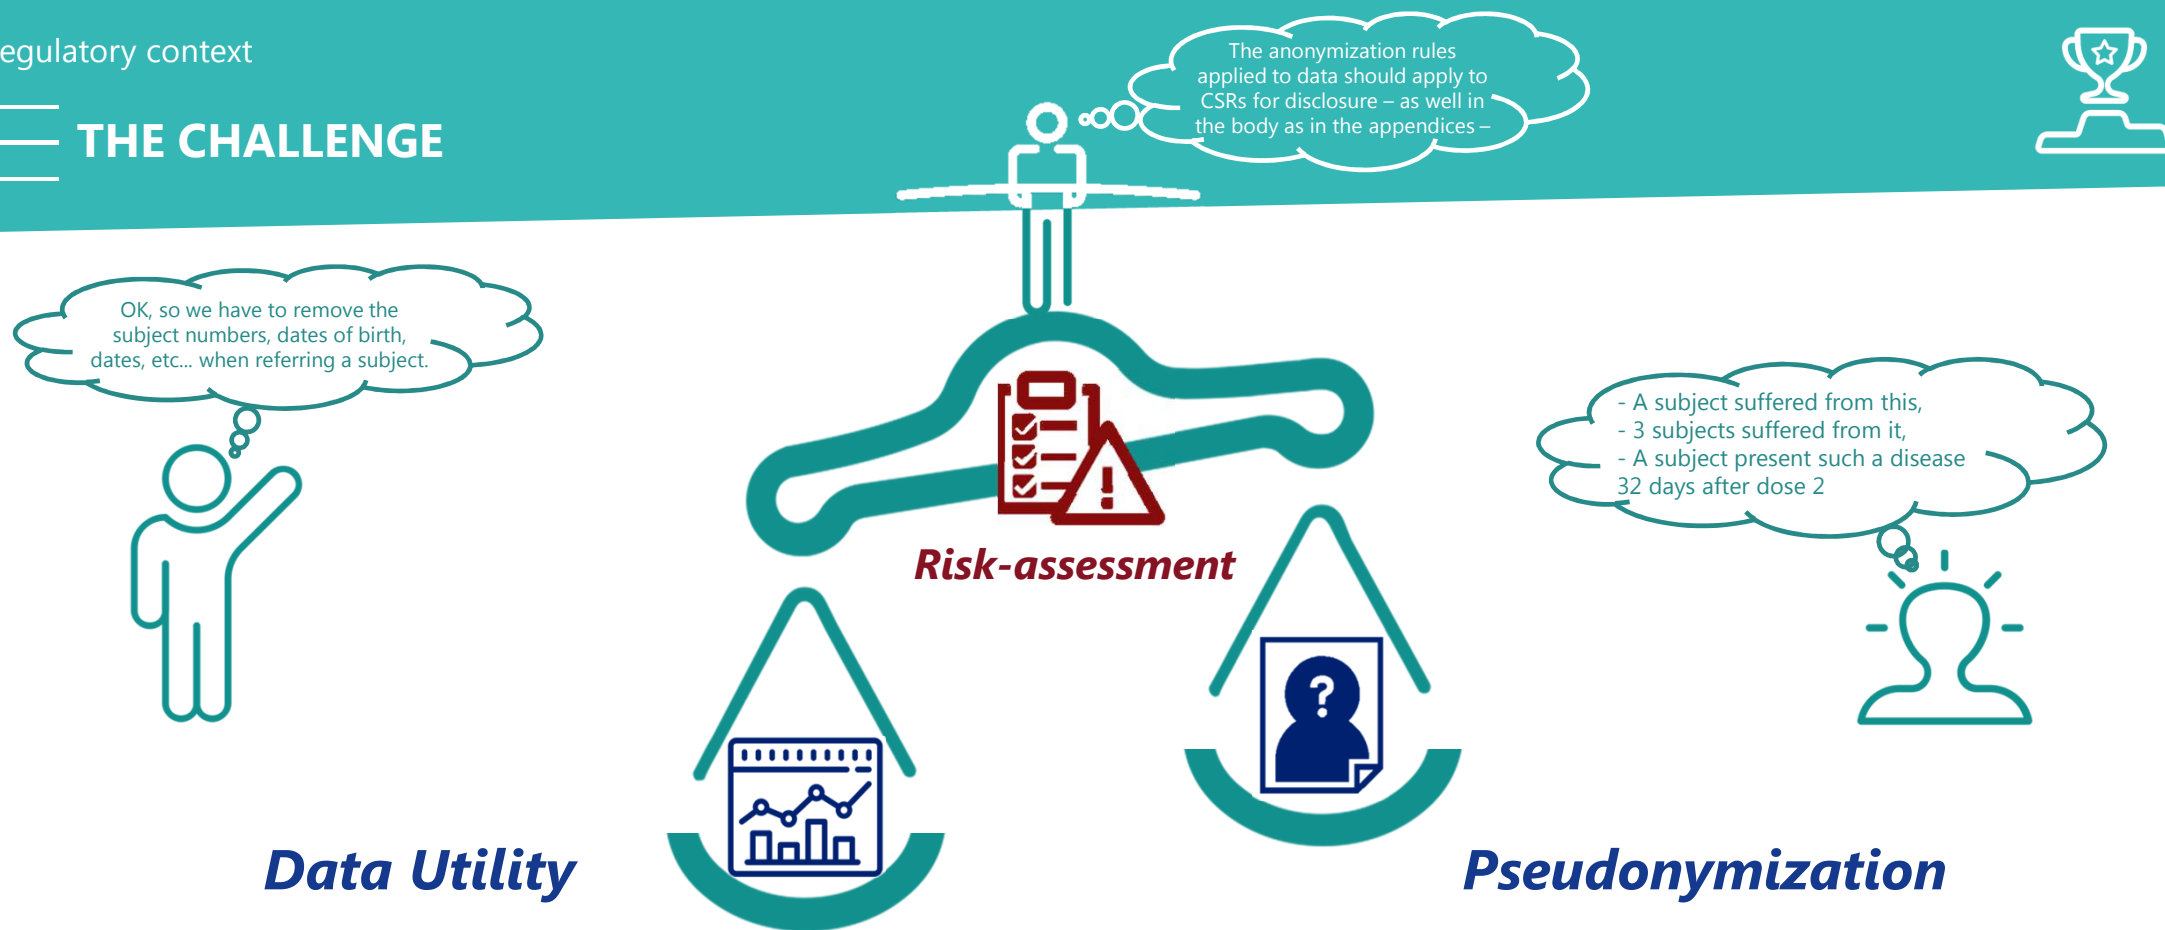 egulatory context
THE CHALLENGE
The anonymization rules
applied to data should apply to
CSRs for disclosure – as well in
the body as in the appendices –
OK, so we have to remove the
subject numbers, dates of birth,
dates, etc... when referring a subject.
- A subject suffered from this,
- 3 subjects suffered from it,
- A subject present such a disease
32 days after dose 2
Risk-assessment
?
Data Utility
Pseudonymization